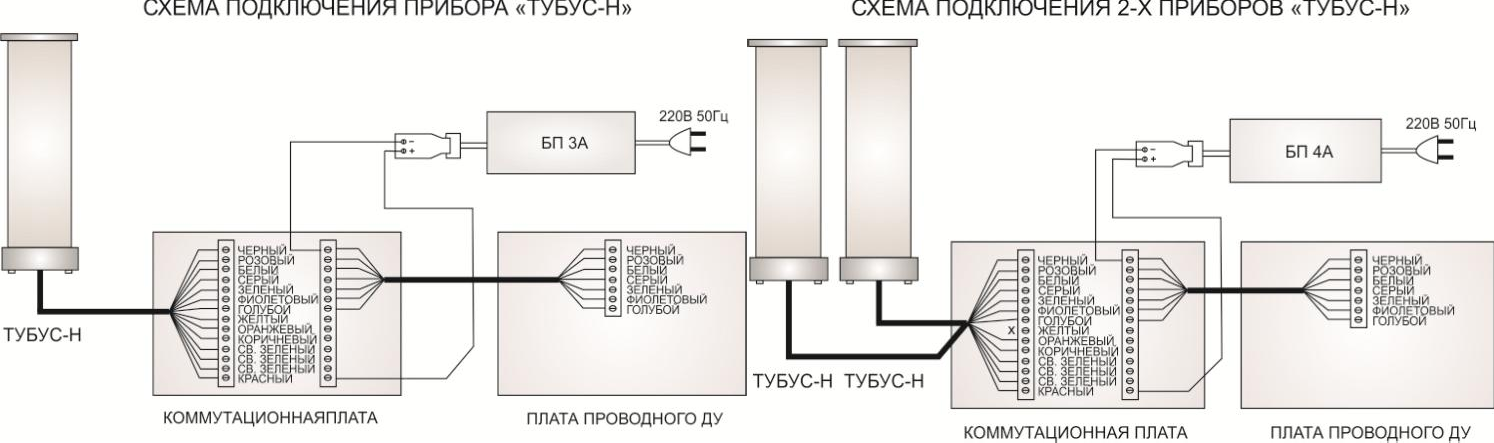 СХЕМА ПОДКЛЮЧЕНИЯ ПРИБОРА «ТУБУС-Н»
220В 50Гц
БП 3А
- 
+
ЧЕРНЫЙ
РОЗОВЫЙ
БЕЛЫЙ
СЕРЫЙ
ЗЕЛЕНЫЙ
ФИОЛЕТОВЫЙ
ГОЛУБОЙ
ЖЕЛТЫЙ
ОРАНЖЕВЫЙ
КОРИЧНЕВЫЙ
СВ. ЗЕЛЕНЫЙ
СВ. ЗЕЛЕНЫЙ
СВ. ЗЕЛЕНЫЙ
КРАСНЫЙ
ЧЕРНЫЙ
РОЗОВЫЙ
БЕЛЫЙ
СЕРЫЙ
ЗЕЛЕНЫЙ
ФИОЛЕТОВЫЙ
ГОЛУБОЙ
ТУБУС-Н
КОММУТАЦИОННАЯПЛАТА
ПЛАТА ПРОВОДНОГО ДУ
СХЕМА ПОДКЛЮЧЕНИЯ 2-Х ПРИБОРОВ «ТУБУС-Н»
220В 50Гц
БП 4А
-
+
ЧЕРНЫЙ
РОЗОВЫЙ
БЕЛЫЙ
СЕРЫЙ
ЗЕЛЕНЫЙ
ФИОЛЕТОВЫЙ
ГОЛУБОЙ
X ЖЕЛТЫЙ
ОРАНЖЕВЫЙ
КОРИЧНЕВЫЙ
СВ. ЗЕЛЕНЫЙ
СВ. ЗЕЛЕНЫЙ
СВ. ЗЕЛЕНЫЙ
КРАСНЫЙ
ЧЕРНЫЙ
РОЗОВЫЙ
БЕЛЫЙ
СЕРЫЙ
ЗЕЛЕНЫЙ
ФИОЛЕТОВЫЙ
ГОЛУБОЙ
ТУБУС-Н ТУБУС-Н
КОММУТАЦИОННАЯ ПЛАТА
ПЛАТА ПРОВОДНОГО ДУ